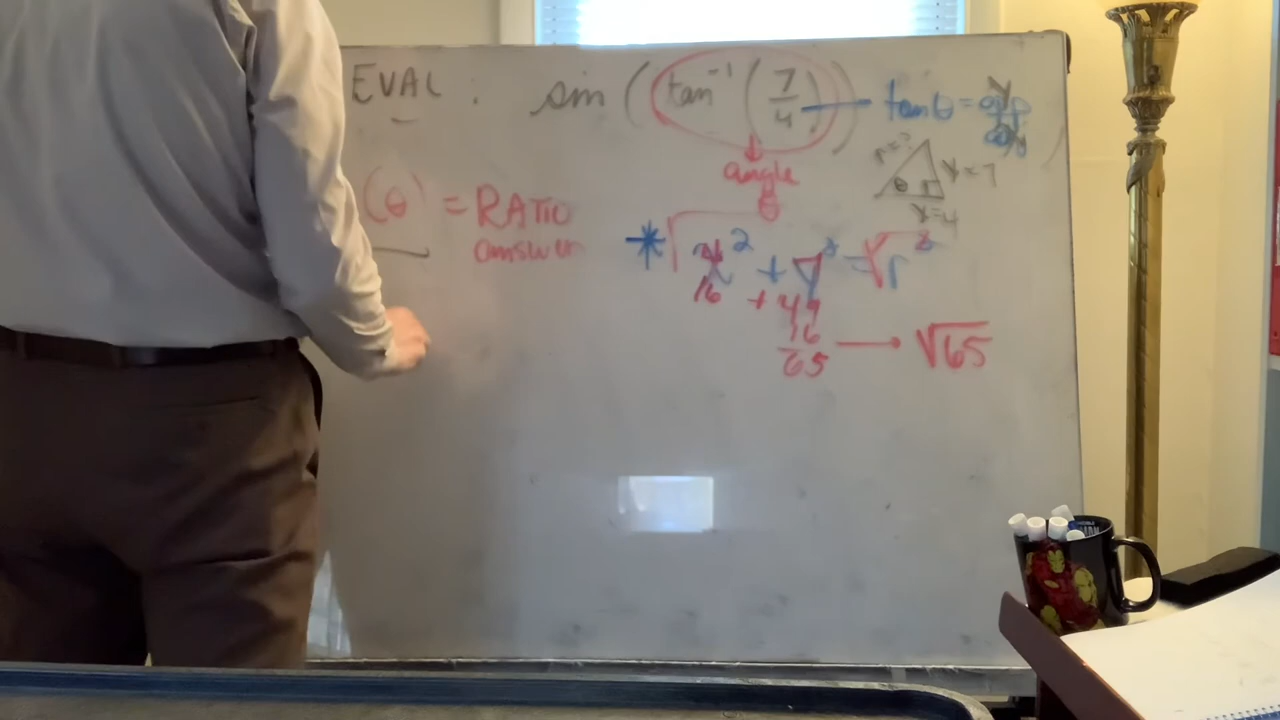 EVAL : sin (tan⁻¹ (7/4)) tanθ = opp/adj y
angle
θ
r=? θ y=7
x=4
(θ) = RATIO
answer
* √x² + y² = √r²
16 + 49
16
65 → √65